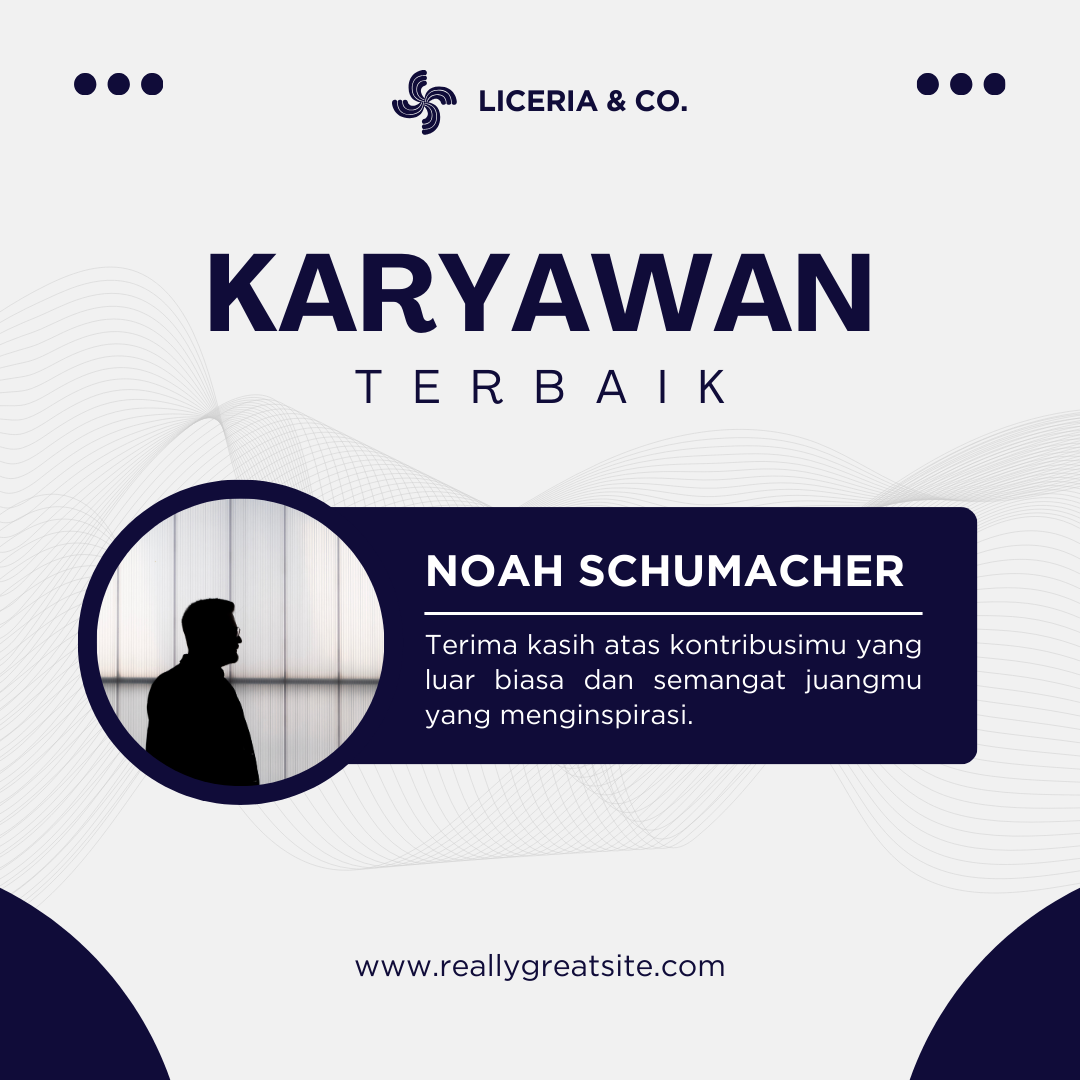 LICERIA & CO.
KARYAWAN
TERBAIK
NOAH SCHUMACHER
Terima kasih atas kontribusimu yang
luar biasa dan semangat juangmu
yang menginspirasi.
www.reallygreatsite.com